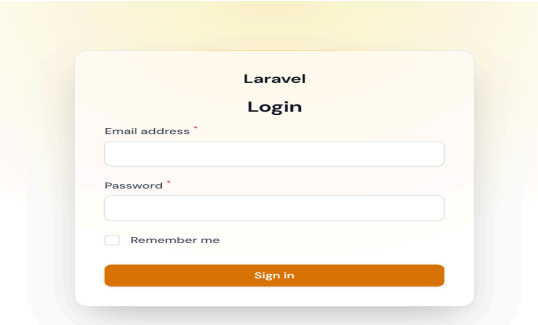 Laravel
Login
Email address *
Password *
Remember me
Sign in